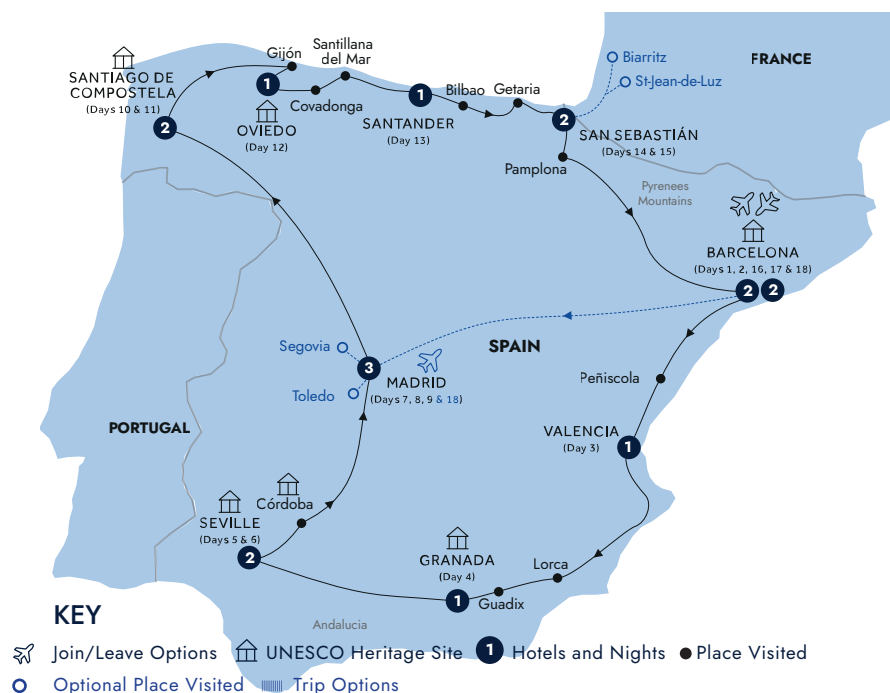 Biarritz
FRANCE
St-Jean-de-Luz
Santillana
del Mar
Gijón
SANTIAGO DE
COMPOSTELA
(Days 10 & 11)
2
1
OVIEDO
(Day 12)
Covadonga
1
SANTANDER
(Day 13)
Bilbao
Getaria
2
SAN SEBASTIÁN
(Days 14 & 15)
Pamplona
Pyrenees
Mountains
BARCELONA
(Days 1, 2, 16, 17 & 18)
2
2
Segovia
SPAIN
3
MADRID
(Days 7, 8, 9 & 18)
Toledo
Peñiscola
PORTUGAL
VALENCIA
(Day 3)
1
Córdoba
SEVILLE
(Days 5 & 6)
2
GRANADA
(Day 4)
1
Lorca
Guadix
Andalucia
KEY
Join/Leave Options
UNESCO Heritage Site
1 Hotels and Nights
Place Visited
Optional Place Visited
Trip Options